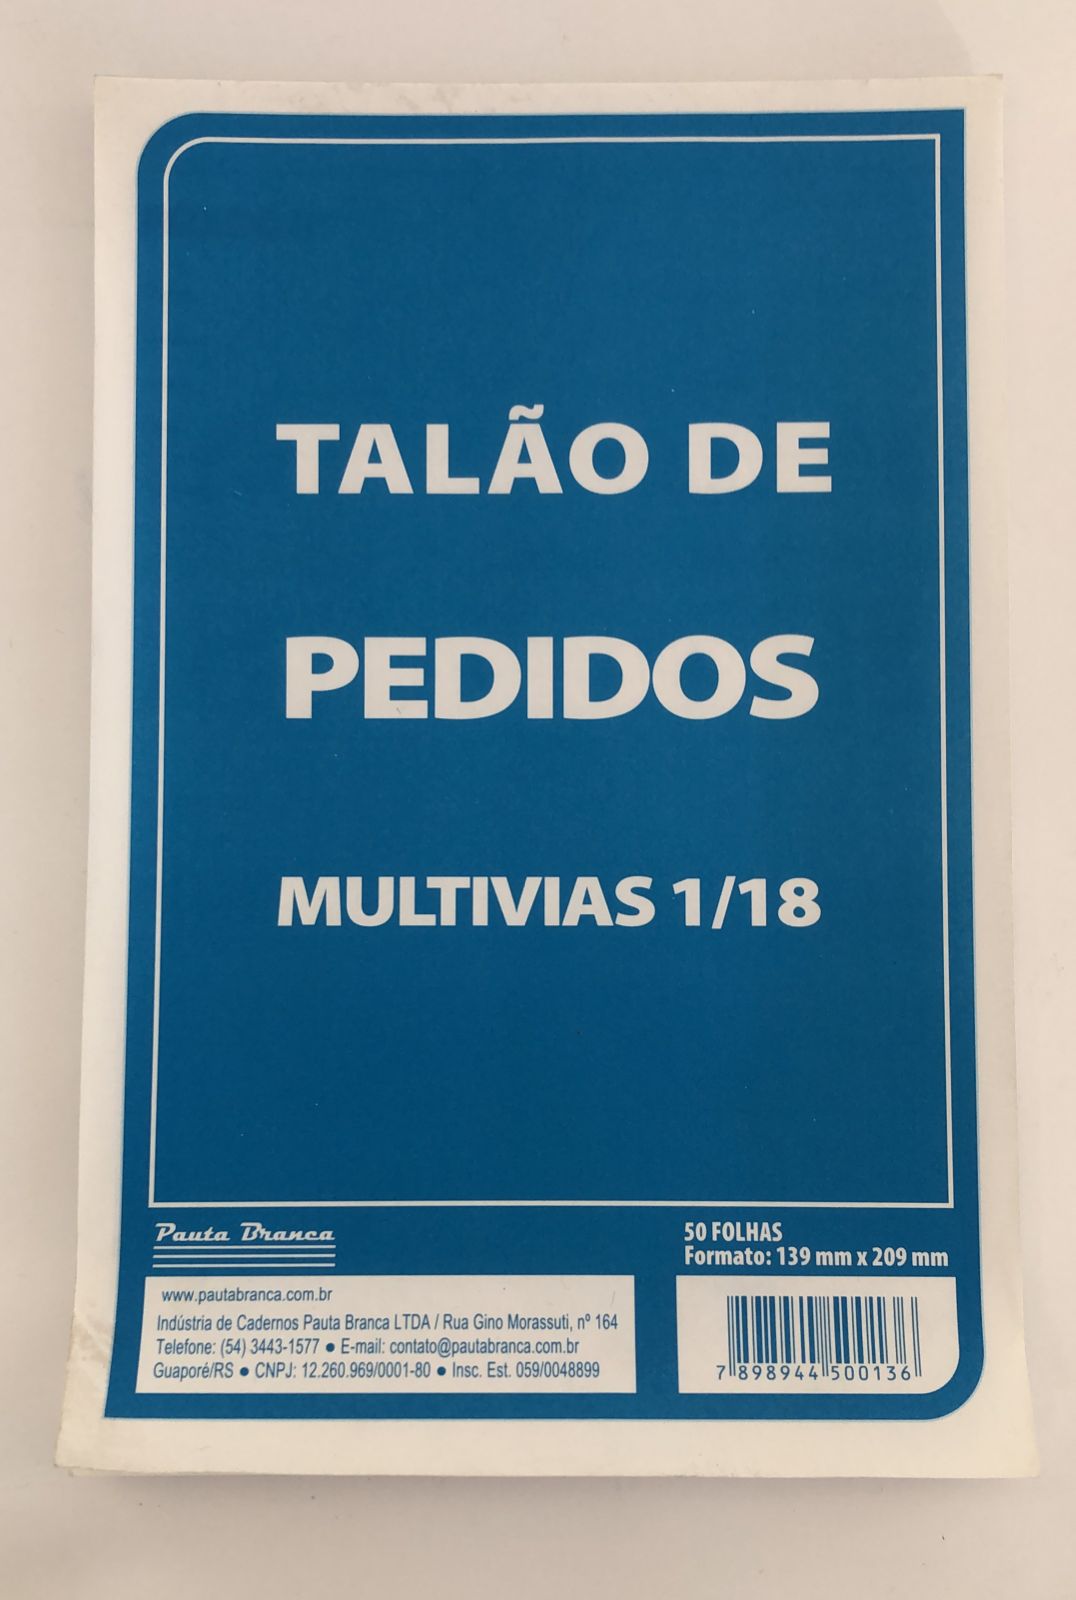 TALÃO DE
PEDIDOS
MULTIVIAS 1/18
Pauta Branca
50 FOLHAS
Formato: 139 mm x 209 mm
www.pautabranca.com.br
Indústria de Cadernos Pauta Branca LTDA / Rua Gino Morassuti, nº 164
Telefone: (54) 3443-1577 ● E-mail: contato@pautabranca.com.br
Guaporé/RS ● CNPJ: 12.260.969/0001-80 ● Insc. Est. 059/0048899
7 898944 500136